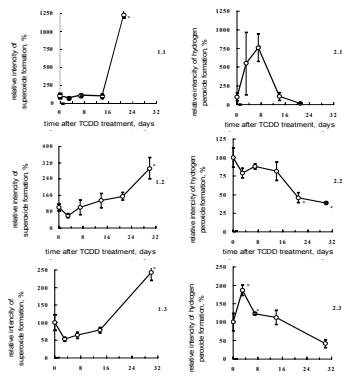 relative intencity of
superoxide formation, %
1250
1000
750
500
250
0
0 8 16 24 32
*
1.1
time after TCDD treatment, days
relative intencity of hydrogen
peroxide formation, %
1250
1000
750
500
250
0
0 8 16 24 32
*
2.1
time after TCDD treatment, days
relative intencity of
superoxide formation, %
400
320
240
160
80
0
0 8 16 24 32
*
1.2
time after TCDD treatment, days
relative intencity of hydrogen
peroxide formation, %
125
100
75
50
25
0
0 8 16 24 32
*
*
2.2
time after TCDD treatment, days
relative intencity of
superoxide formation, %
250
200
150
100
50
0
0 8 16 24 32
*
1.3
time after TCDD treatment, days
relative intencity of hydrogen
peroxide formation, %
250
200
150
100
50
0
0 8 16 24 32
*
*
2.3
time after TCDD treatment, days